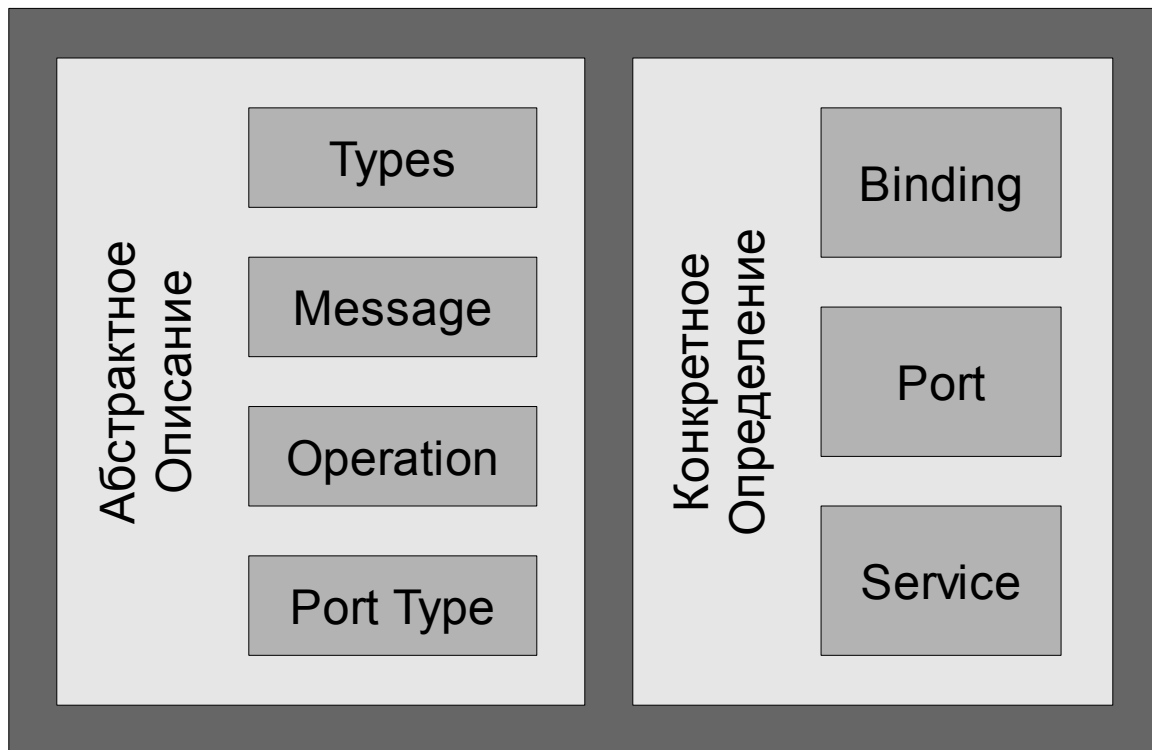 Абстрактное
Описание
Types
Message
Operation
Port Type
Конкретное
Определение
Binding
Port
Service